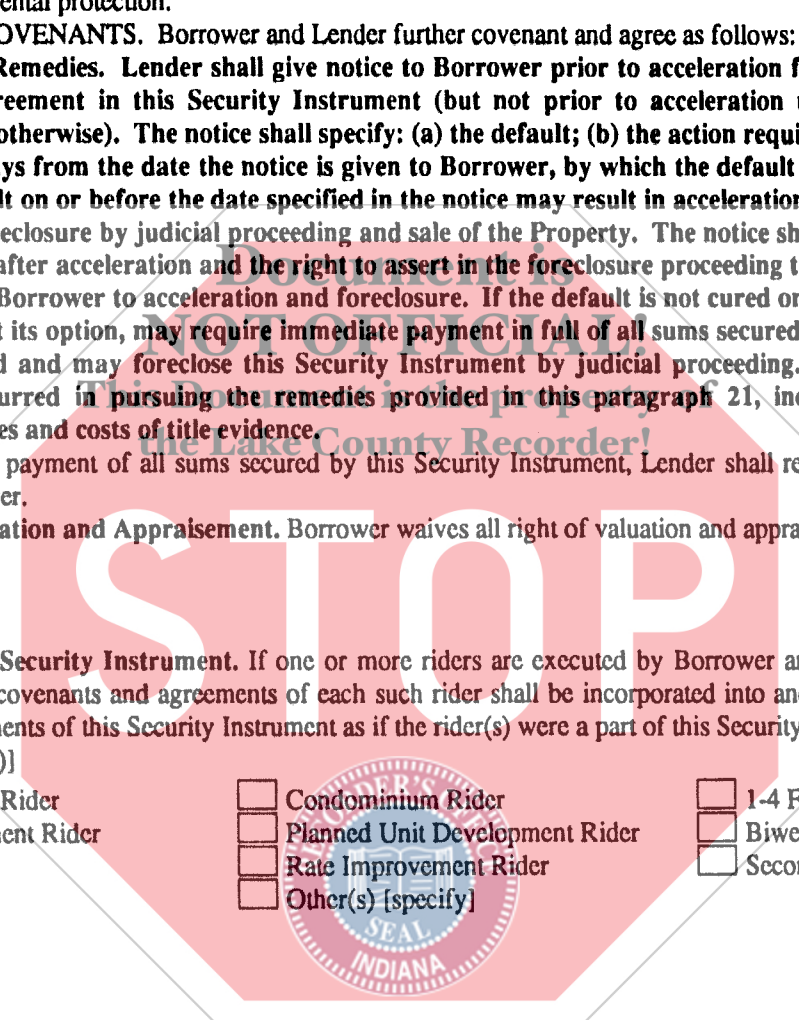 ental protection.
OVENANTS. Borrower and Lender further covenant and agree as follows:
Remedies. Lender shall give notice to Borrower prior to acceleration f
reement in this Security Instrument (but not prior to acceleration
otherwise). The notice shall specify: (a) the default; (b) the action requi
ys from the date the notice is given to Borrower, by which the default
lt on or before the date specified in the notice may result in acceleration
eclosure by judicial proceeding and sale of the Property. The notice sh
Document is
after acceleration and the right to assert in the foreclosure proceeding t
Borrower to acceleration and foreclosure. If the default is not cured or
NOT OFFICIAL!
t its option, may require immediate payment in full of all sums secured
d and may foreclose this Security Instrument by judicial proceeding.
This Document is the property of
urred in pursuing the remedies provided in this paragraph 21, inc
es and costs of title evidence.
the Lake County Recorder!
payment of all sums secured by this Security Instrument, Lender shall re
er.
ation and Appraisement. Borrower waives all right of valuation and appra
STOP
Security Instrument. If one or more riders are executed by Borrower a
covenants and agreements of each such rider shall be incorporated into an
ents of this Security Instrument as if the rider(s) were a part of this Security
)]
Rider Condominium Rider 1-4 F
ent Rider Planned Unit Development Rider Biwe
Rate Improvement Rider Secon
Other(s) [specify]
RECORDER'S OFFICE
SEAL
INDIANA